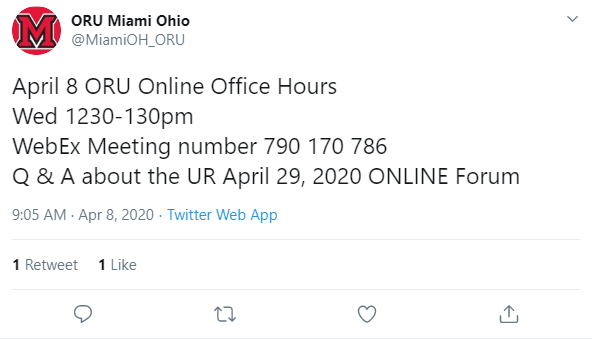 ORU Miami Ohio
@MiamiOH_ORU
April 8 ORU Online Office Hours
Wed 1230-130pm
WebEx Meeting number 790 170 786
Q & A about the UR April 29, 2020 ONLINE Forum
9:05 AM · Apr 8, 2020 · Twitter Web App
1 Retweet 1 Like